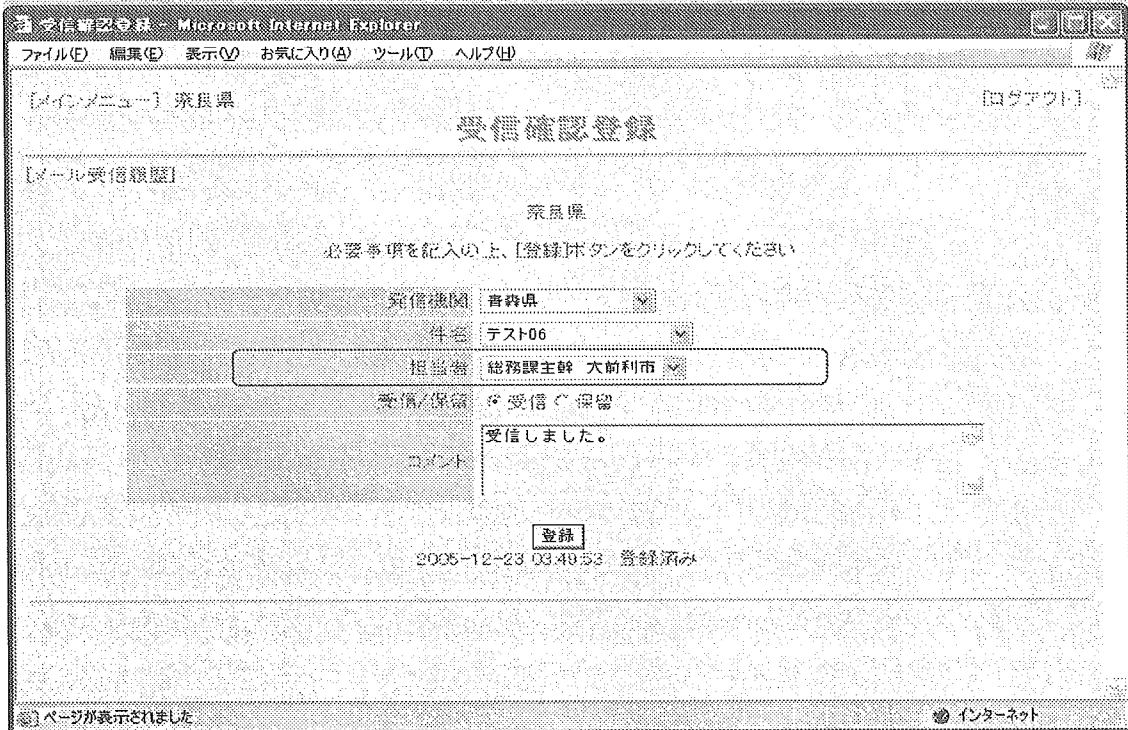 受信確認登録 - Microsoft Internet Explorer
ファイル(F) 編集(E) 表示(V) お気に入り(A) ツール(T) ヘルプ(H)
[メインメニュー] 奈良県 [ログアウト]
受信確認登録
[メール受信履歴]
奈良県
必要事項を記入の上、[登録]ボタンをクリックしてください
発信機関 青森県
件名 テスト06
担当者 総務課主幹 大前利市
受信/保留 受信 保留
コメント 受信しました。
登録
2005-12-23 03:49:53 登録済み
ページが表示されました インターネット